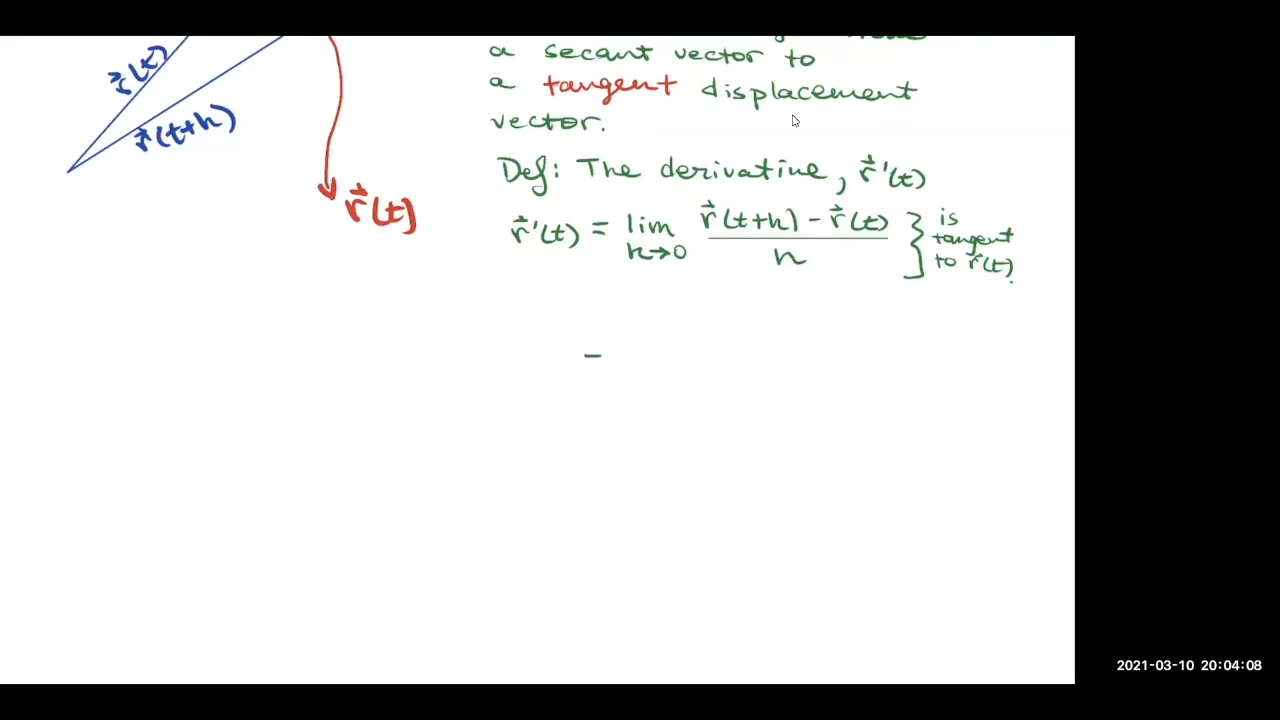 a secant vector to
a tangent displacement
vector.
r⃗(t)
r⃗(t+h)
r⃗(t)
Def: The derivative, r⃗'(t)
r⃗'(t) = lim h→0 r⃗(t+h) - r⃗(t) / h } is tangent to r⃗(t).
-
2021-03-10 20:04:08